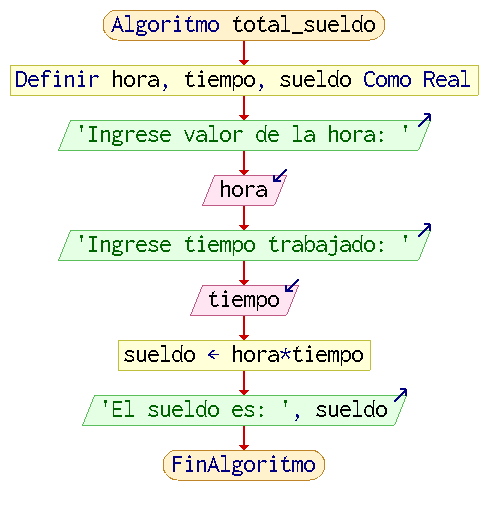 Algoritmo total_sueldo
Definir hora, tiempo, sueldo Como Real
'Ingrese valor de la hora: '
hora
'Ingrese tiempo trabajado: '
tiempo
sueldo ← hora*tiempo
'El sueldo es: ', sueldo
FinAlgoritmo